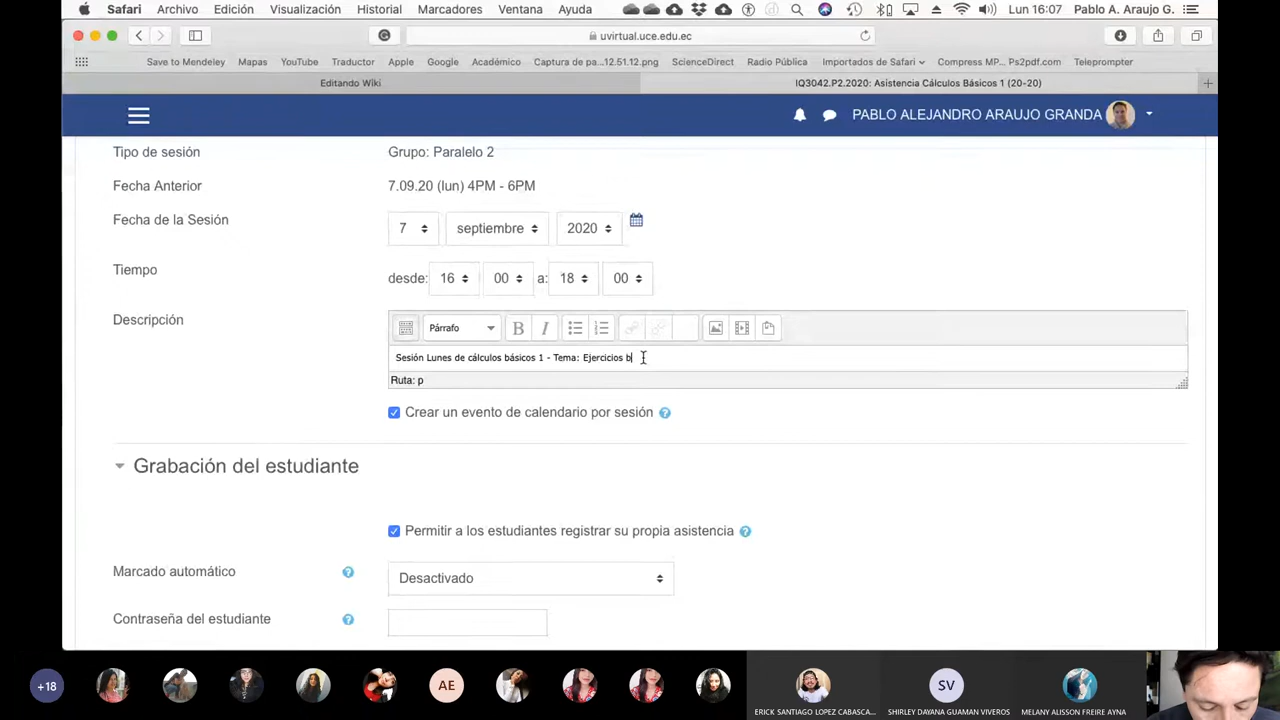 Safari Archivo Edición Visualización Historial Marcadores Ventana Ayuda Lun 16:07 Pablo A. Araujo G.
uvirtual.uce.edu.ec
Save to Mendeley Mapas YouTube Traductor Apple Google Académico Captura de pa...12.51.12.png ScienceDirect Radio Pública Importados de Safari Compress MP... Ps2pdf.com Teleprompter
Editando Wiki IQ3042.P2.2020: Asistencia Cálculos Básicos 1 (20-20)
PABLO ALEJANDRO ARAUJO GRANDA
Tipo de sesión Grupo: Paralelo 2
Fecha Anterior 7.09.20 (lun) 4PM - 6PM
Fecha de la Sesión 7 septiembre 2020
Tiempo desde: 16 00 a: 18 00
Descripción Párrafo B I
Sesión Lunes de cálculos básicos 1 - Tema: Ejercicios b
Ruta: p
Crear un evento de calendario por sesión ?
Grabación del estudiante
Permitir a los estudiantes registrar su propia asistencia ?
Marcado automático ? Desactivado
Contraseña del estudiante ?
+18 AE SV
ERICK SANTIAGO LOPEZ CABASCA... SHIRLEY DAYANA GUAMAN VIVEROS MELANY ALISSON FREIRE AYNA